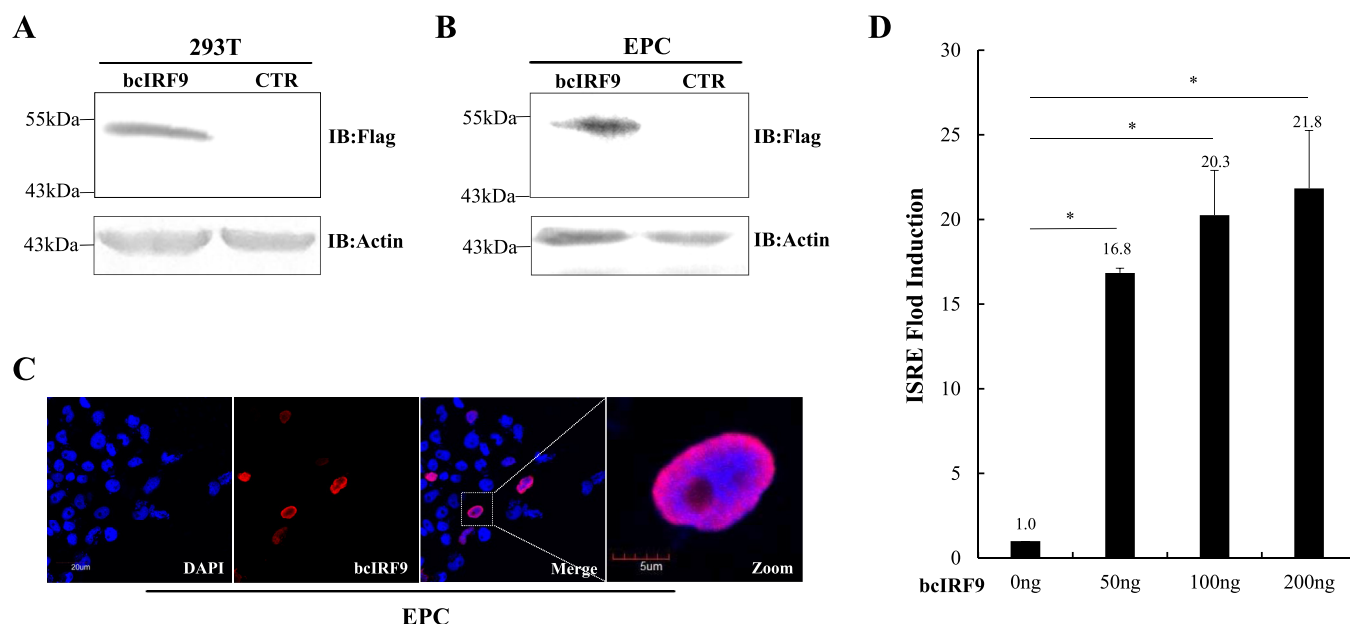 A
293T
bcIRF9 CTR
55kDa
IB:Flag
43kDa
43kDa
IB:Actin
B
EPC
bcIRF9 CTR
55kDa
IB:Flag
43kDa
43kDa
IB:Actin
C
20um
DAPI
bcIRF9
Merge
5um
Zoom
EPC
D
ISRE Flod Induction
30
25
20
15
10
5
0
*
*
*
1.0
16.8
20.3
21.8
bcIRF9 0ng 50ng 100ng 200ng